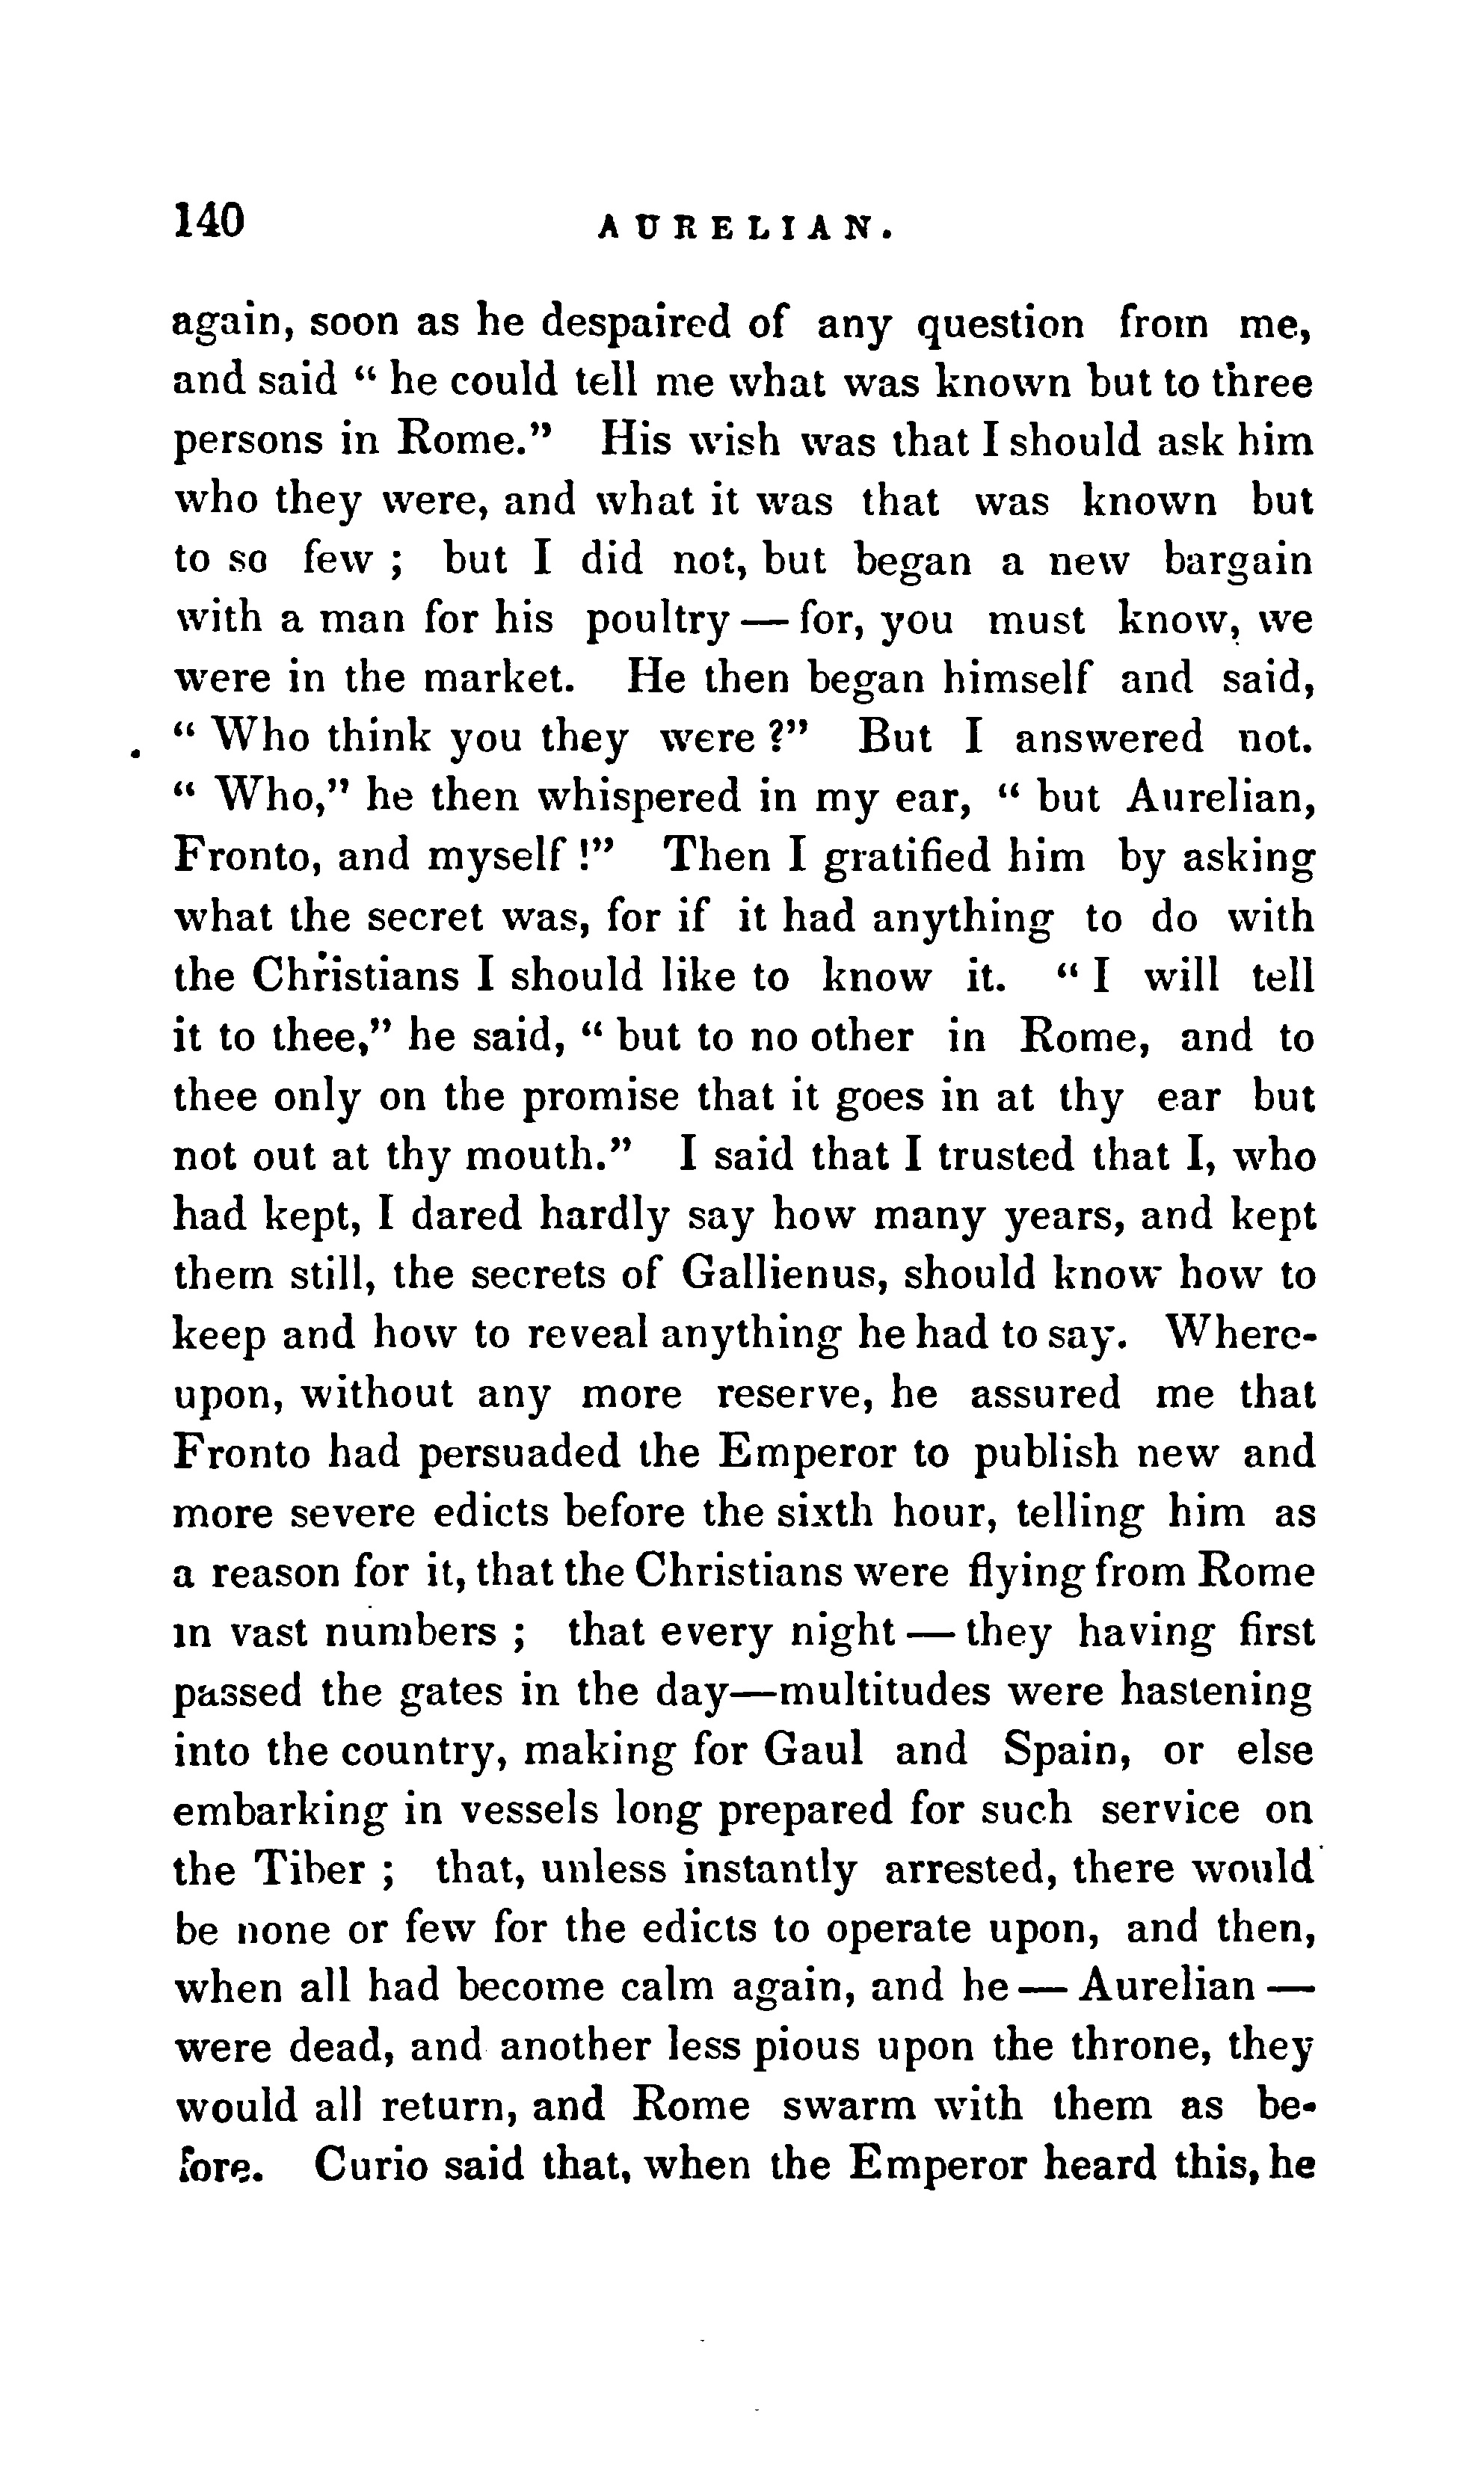 140 AURELIAN.
again, soon as he despaired of any question from me,
and said “ he could tell me what was known but to three
persons in Rome.” His wish was that I should ask him
who they were, and what it was that was known but
to so few ; but I did not, but began a new bargain
with a man for his poultry — for, you must know, we
were in the market. He then began himself and said,
“ Who think you they were ?” But I answered not.
“ Who,” he then whispered in my ear, “ but Aurelian,
Fronto, and myself !” Then I gratified him by asking
what the secret was, for if it had anything to do with
the Christians I should like to know it. “ I will tell
it to thee,” he said, “ but to no other in Rome, and to
thee only on the promise that it goes in at thy ear but
not out at thy mouth.” I said that I trusted that I, who
had kept, I dared hardly say how many years, and kept
them still, the secrets of Gallienus, should know how to
keep and how to reveal anything he had to say. Where-
upon, without any more reserve, he assured me that
Fronto had persuaded the Emperor to publish new and
more severe edicts before the sixth hour, telling him as
a reason for it, that the Christians were flying from Rome
in vast numbers ; that every night — they having first
passed the gates in the day—multitudes were hastening
into the country, making for Gaul and Spain, or else
embarking in vessels long prepared for such service on
the Tiber ; that, unless instantly arrested, there would
be none or few for the edicts to operate upon, and then,
when all had become calm again, and he — Aurelian —
were dead, and another less pious upon the throne, they
would all return, and Rome swarm with them as be-
fore. Curio said that, when the Emperor heard this, he